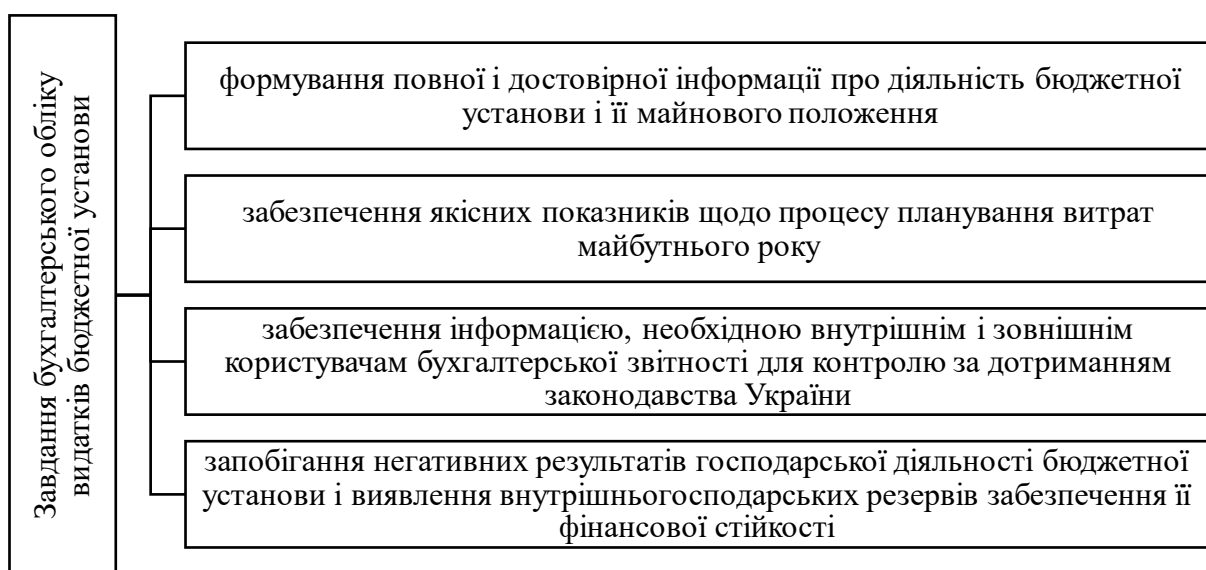 Завдання бухгалтерського обліку
видатків бюджетної установи
формування повної і достовірної інформації про діяльність бюджетної
установи і її майнового положення
забезпечення якісних показників щодо процесу планування витрат
майбутнього року
забезпечення інформацією, необхідною внутрішнім і зовнішнім
користувачам бухгалтерської звітності для контролю за дотриманням
законодавства України
запобігання негативних результатів господарської діяльності бюджетної
установи і виявлення внутрішньогосподарських резервів забезпечення її
фінансової стійкості